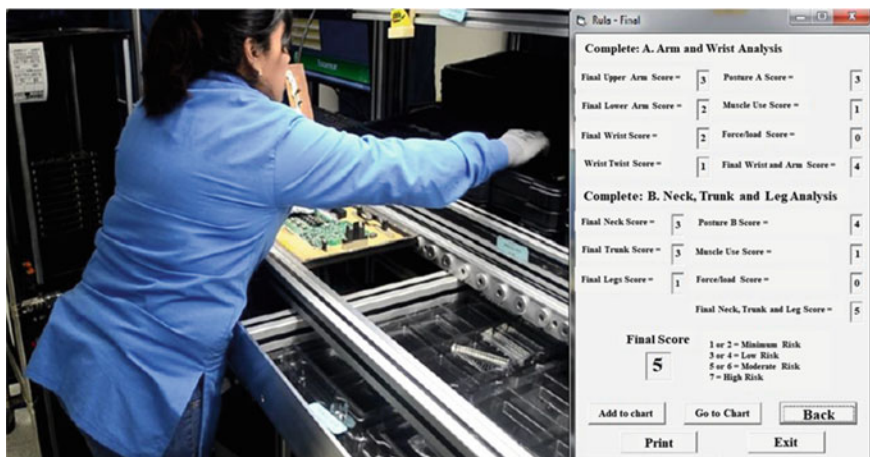 Rula - Final
Complete: A. Arm and Wrist Analysis
Final Upper Arm Score = 3 Posture A Score = 3
Final Lower Arm Score = 2 Muscle Use Score = 1
Final Wrist Score = 2 Force/load Score = 0
Wrist Twist Score = 1 Final Wrist and Arm Score = 4
Complete: B. Neck, Trunk and Leg Analysis
Final Neck Score = 3 Posture B Score = 4
Final Trunk Score = 3 Muscle Use Score = 1
Final Legs Score = 1 Force/load Score = 0
Final Neck, Trunk and Leg Score = 5
Final Score
5
1 or 2 = Minimum Risk
3 or 4 = Low Risk
5 or 6 = Moderate Risk
7 = High Risk
Add to chart Go to Chart Back
Print Exit